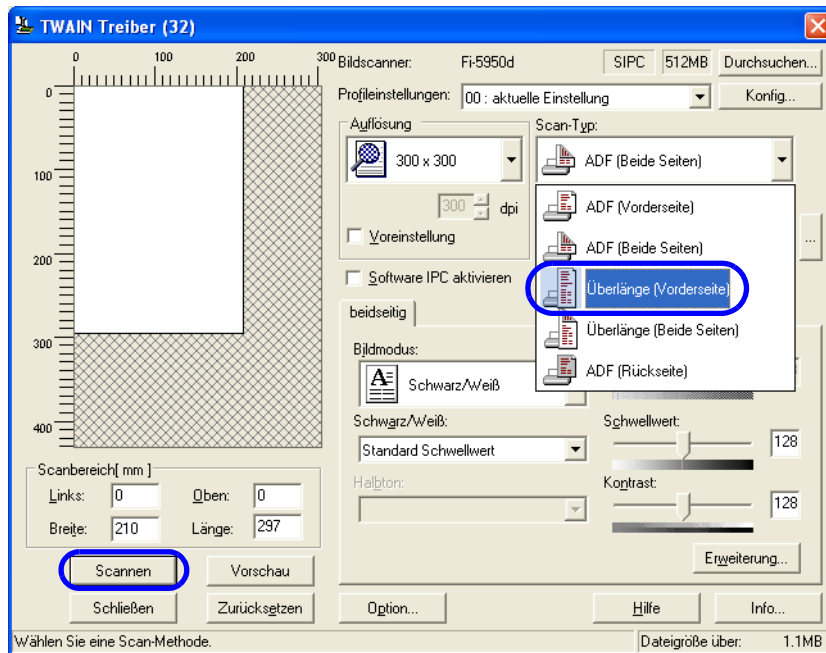 TWAIN Treiber (32)
0 100 200 300
0
100
200
300
400
Bildscanner: Fi-5950d SIPC 512MB Durchsuchen...
Profileinstellungen: 00 : aktuelle Einstellung Konfig...
Auflösung
300 x 300
300 dpi
Voreinstellung
Software IPC aktivieren
Scan-Typ:
ADF (Beide Seiten)
ADF (Vorderseite)
ADF (Beide Seiten)
Überlänge (Vorderseite)
Überlänge (Beide Seiten)
ADF (Rückseite)
...
beidseitig
Bildmodus:
Schwarz/Weiß
Schwarz/Weiß:
Standard Schwellwert
Halbton:
Schwellwert:
128
Kontrast:
128
Erweiterung...
Scanbereich[ mm ]
Links: 0 Oben: 0
Breite: 210 Länge: 297
Scannen Vorschau
Schließen Zurücksetzen Option... Hilfe Info...
Wählen Sie eine Scan-Methode. Dateigröße über: 1.1MB